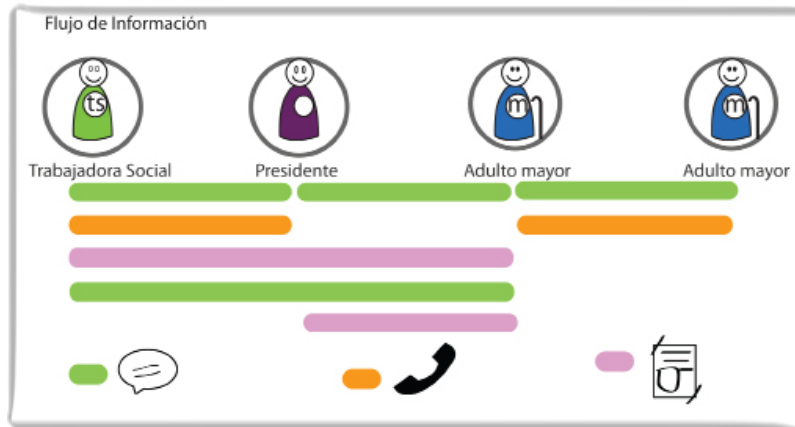 Flujo de Información
ts
m
m
Trabajadora Social
Presidente
Adulto mayor
Adulto mayor